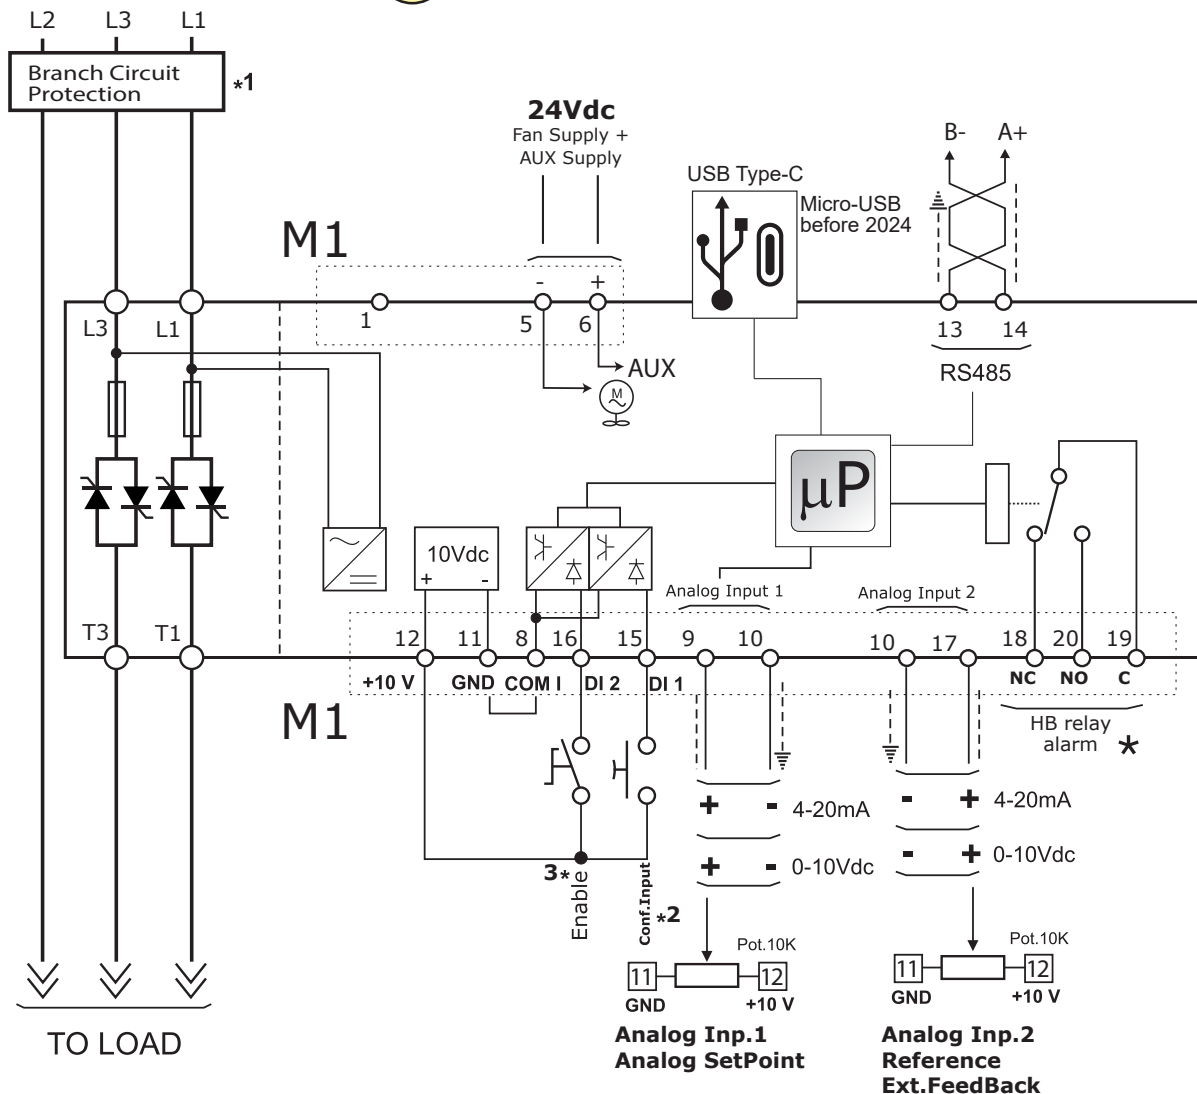 L2 L3 L1
Branch Circuit
Protection
*1
24Vdc
Fan Supply +
AUX Supply
USB Type-C
Micro-USB
before 2024
B- A+
M1
- +
L3 L1
1 5 6
13 14
AUX
M
RS485
µP
10Vdc
+ -
Analog Input 1
Analog Input 2
T3 T1
12 11 8 16 15 9 10 10 17 18 20 19
+10 V GND COM I DI 2 DI 1
NC NO C
M1
HB relay
alarm *
+ - 4-20mA
- + 4-20mA
+ - 0-10Vdc
- + 0-10Vdc
3*
Enable
Conf.Input
*2
Pot.10K
11 12
GND +10 V
Analog Inp.1
Analog SetPoint
Pot.10K
11 12
GND +10 V
Analog Inp.2
Reference
Ext.FeedBack
TO LOAD